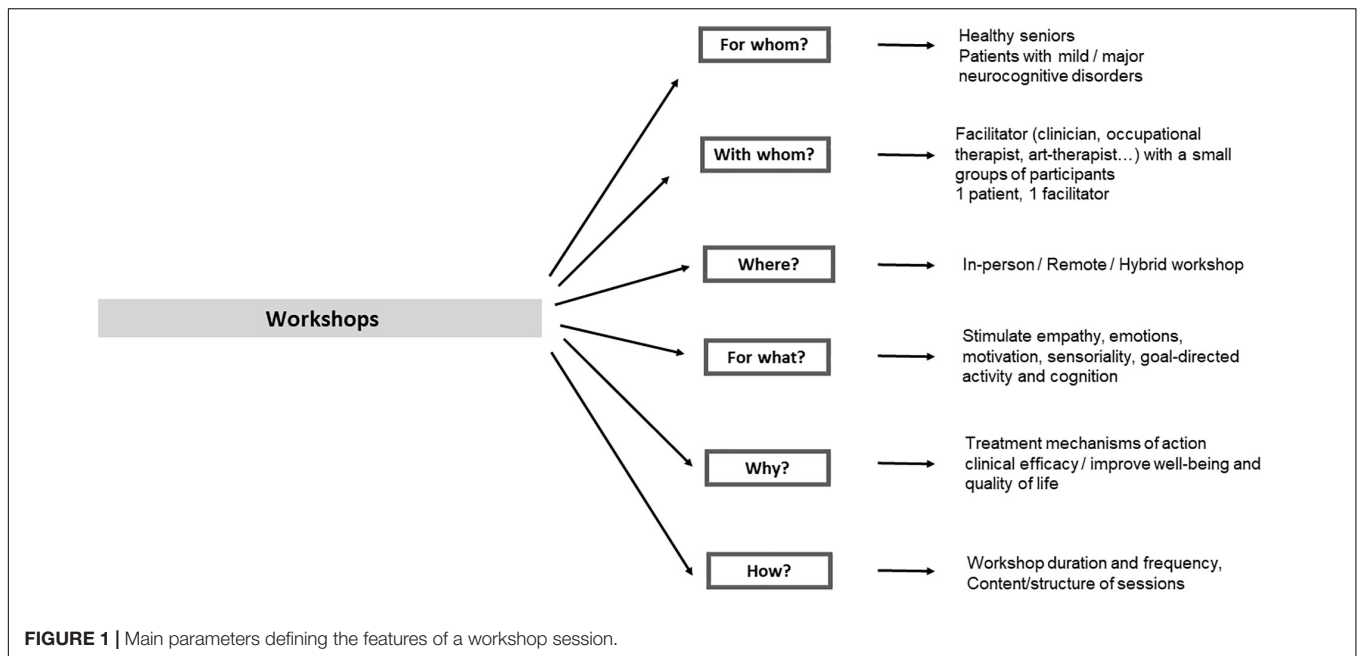 For whom?
Healthy seniors
Patients with mild / major
neurocognitive disorders
With whom?
Facilitator (clinician, occupational
therapist, art-therapist…) with a small
groups of participants
1 patient, 1 facilitator
Where?
In-person / Remote / Hybrid workshop
Workshops
For what?
Stimulate empathy, emotions,
motivation, sensoriality, goal-directed
activity and cognition
Why?
Treatment mechanisms of action
clinical efficacy / improve well-being and
quality of life
How?
Workshop duration and frequency,
Content/structure of sessions
FIGURE 1 | Main parameters defining the features of a workshop session.